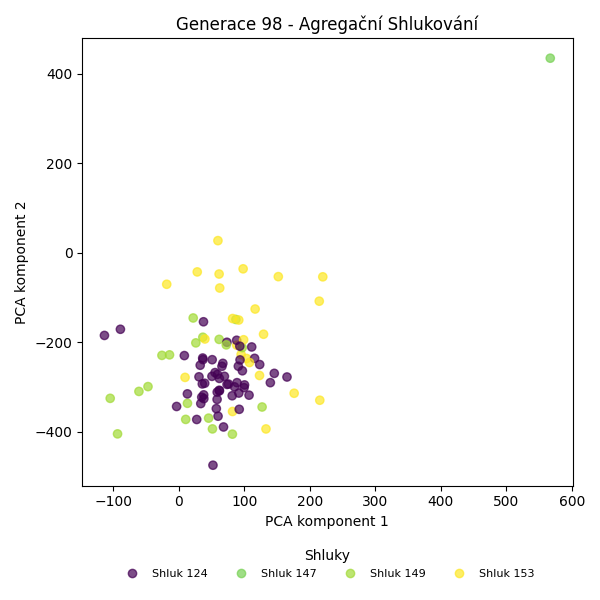 Generace 98 - Agregační Shlukování
PCA komponent 2
400
200
0
−200
−400
−100
0
100
200
300
400
500
600
PCA komponent 1
Shluky
Shluk 124
Shluk 147
Shluk 149
Shluk 153